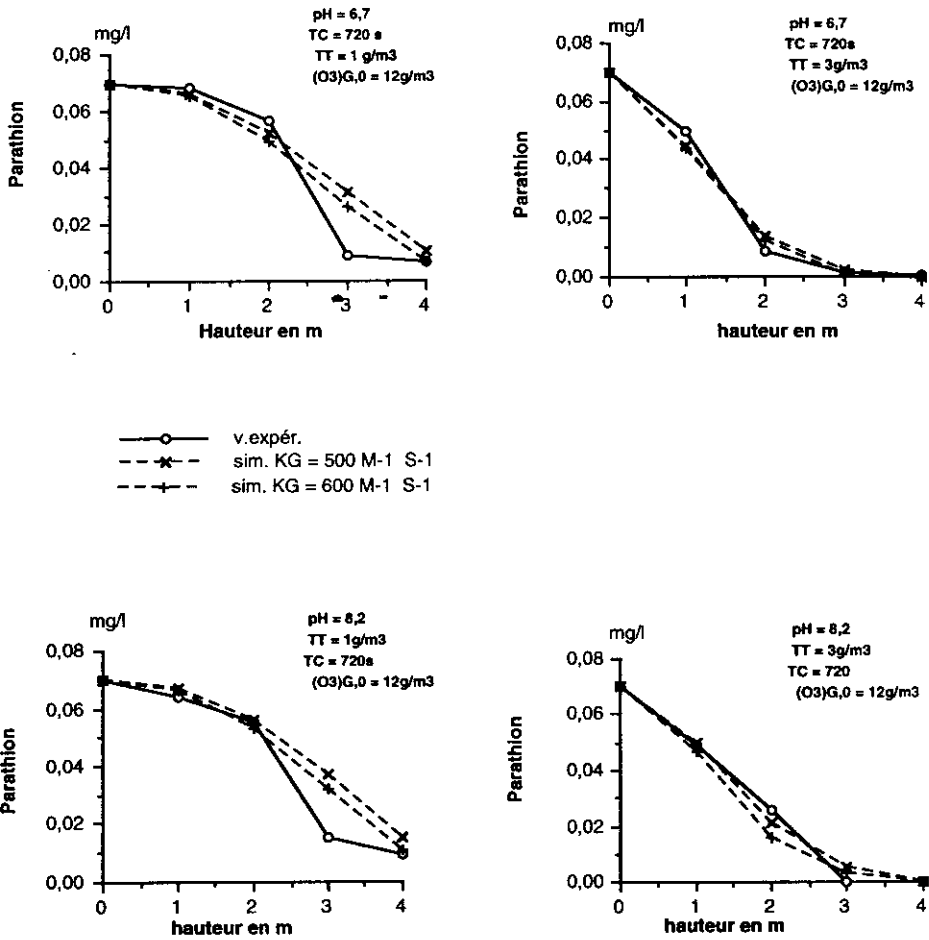 mg/l
pH = 6,7
TC = 720 s
TT = 1 g/m3
(O3)G,0 = 12g/m3
0,08
0,06
0,04
0,02
0,00
Parathion
0 1 2 3 4
Hauteur en m
mg/l
pH = 6,7
TC = 720s
TT = 3g/m3
(O3)G,0 = 12g/m3
0,08
0,06
0,04
0,02
0,00
Parathion
0 1 2 3 4
hauteur en m
v.expér.
sim. KG = 500 M-1 S-1
sim. KG = 600 M-1 S-1
mg/l
pH = 8,2
TT = 1g/m3
TC = 720s
(O3)G,0 = 12g/m3
0,08
0,06
0,04
0,02
0,00
Parathion
0 1 2 3 4
hauteur en m
mg/l
pH = 8,2
TT = 3g/m3
TC = 720
(O3)G,0 = 12g/m3
0,08
0,06
0,04
0,02
0,00
Parathion
0 1 2 3 4
hauteur en m